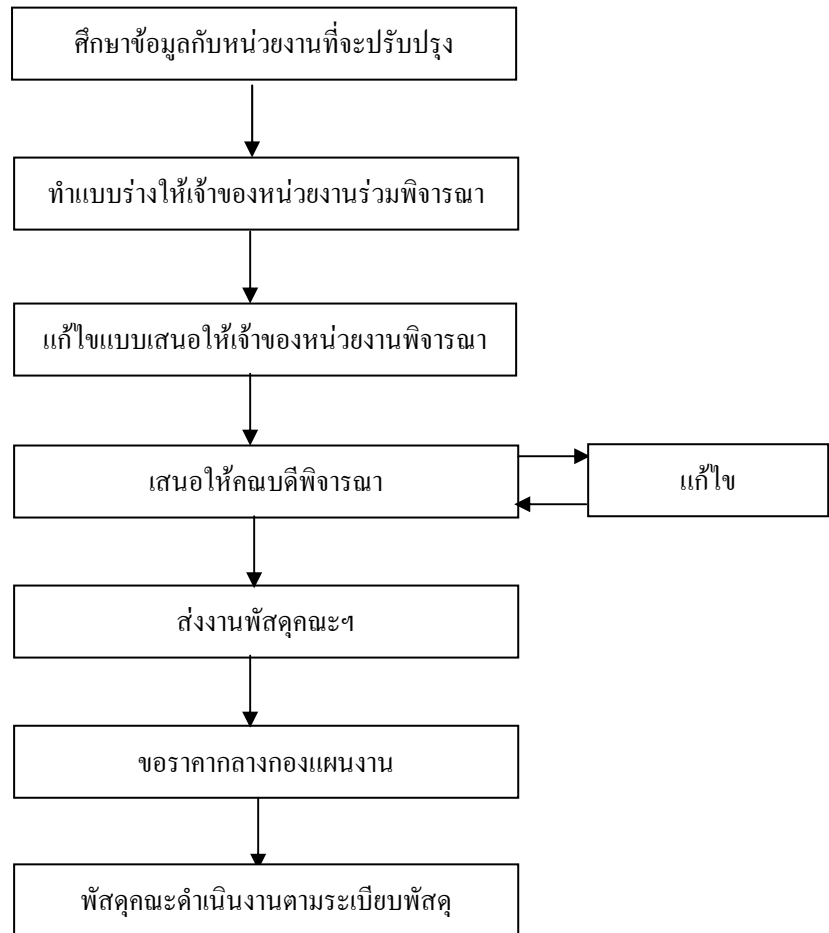 ศึกษาข้อมูลกับหน่วยงานที่จะปรับปรุง
ทำแบบร่างให้เจ้าของหน่วยงานร่วมพิจารณา
แก้ไขแบบเสนอให้เจ้าของหน่วยงานพิจารณา
เสนอให้คณบดีพิจารณา
แก้ไข
ส่งงานพัสดุคณะฯ
ขอราคากลางกองแผนงาน
พัสดุคณะดำเนินงานตามระเบียบพัสดุ